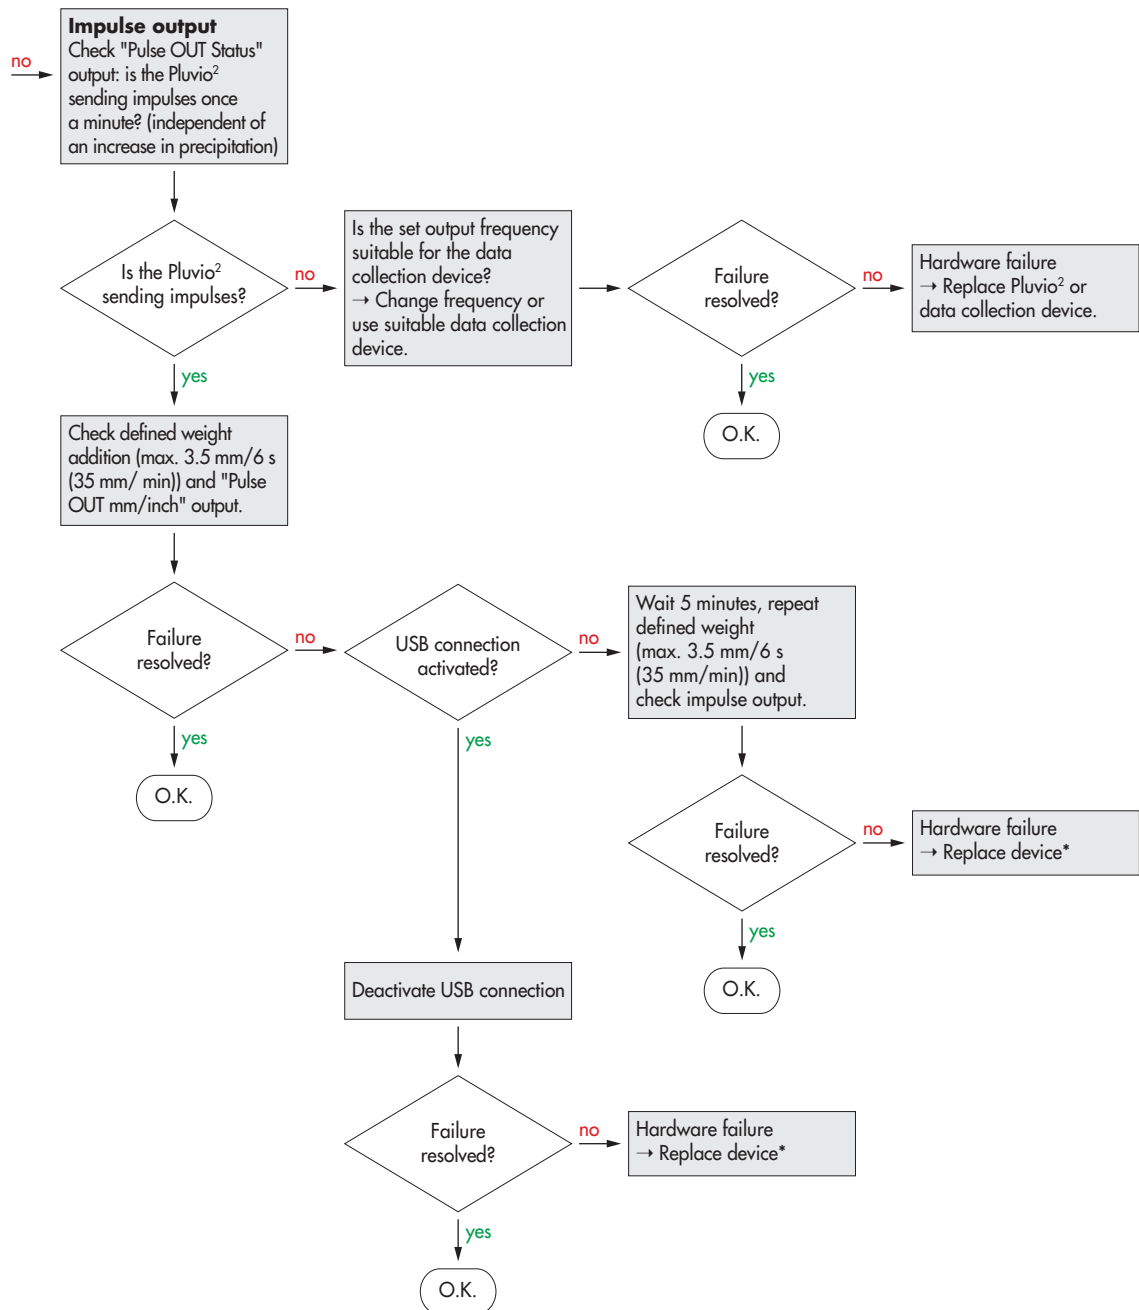 Impulse output
Check "Pulse OUT Status"
output: is the Pluvio²
sending impulses once
a minute? (independent of
an increase in precipitation)
no
Is the Pluvio²
sending impulses?
no
Is the set output frequency
suitable for the data
collection device?
→ Change frequency or
use suitable data collection
device.
Failure
resolved?
no
Hardware failure
→ Replace Pluvio² or
data collection device.
yes
yes
O.K.
Check defined weight
addition (max. 3.5 mm/6 s
(35 mm/ min)) and "Pulse
OUT mm/inch" output.
Failure
resolved?
no
USB connection
activated?
no
Wait 5 minutes, repeat
defined weight
(max. 3.5 mm/6 s
(35 mm/min)) and
check impulse output.
yes
yes
O.K.
Failure
resolved?
no
Hardware failure
→ Replace device*
yes
O.K.
Deactivate USB connection
Failure
resolved?
no
Hardware failure
→ Replace device*
yes
O.K.